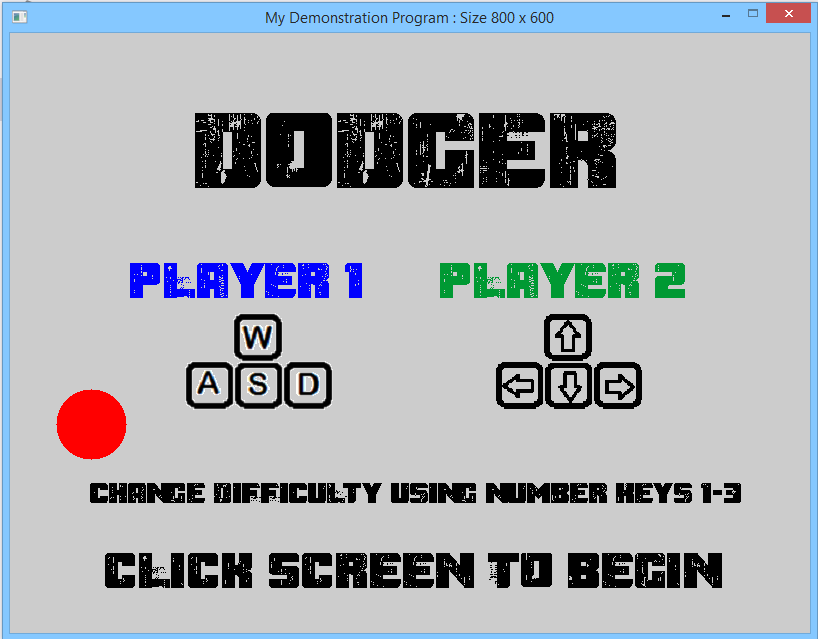 My Demonstration Program : Size 800 x 600
DODGER
PLAYER 1 PLAYER 2
W
A S D
CHANGE DIFFICULTY USING NUMBER KEYS 1-3
CLICK SCREEN TO BEGIN